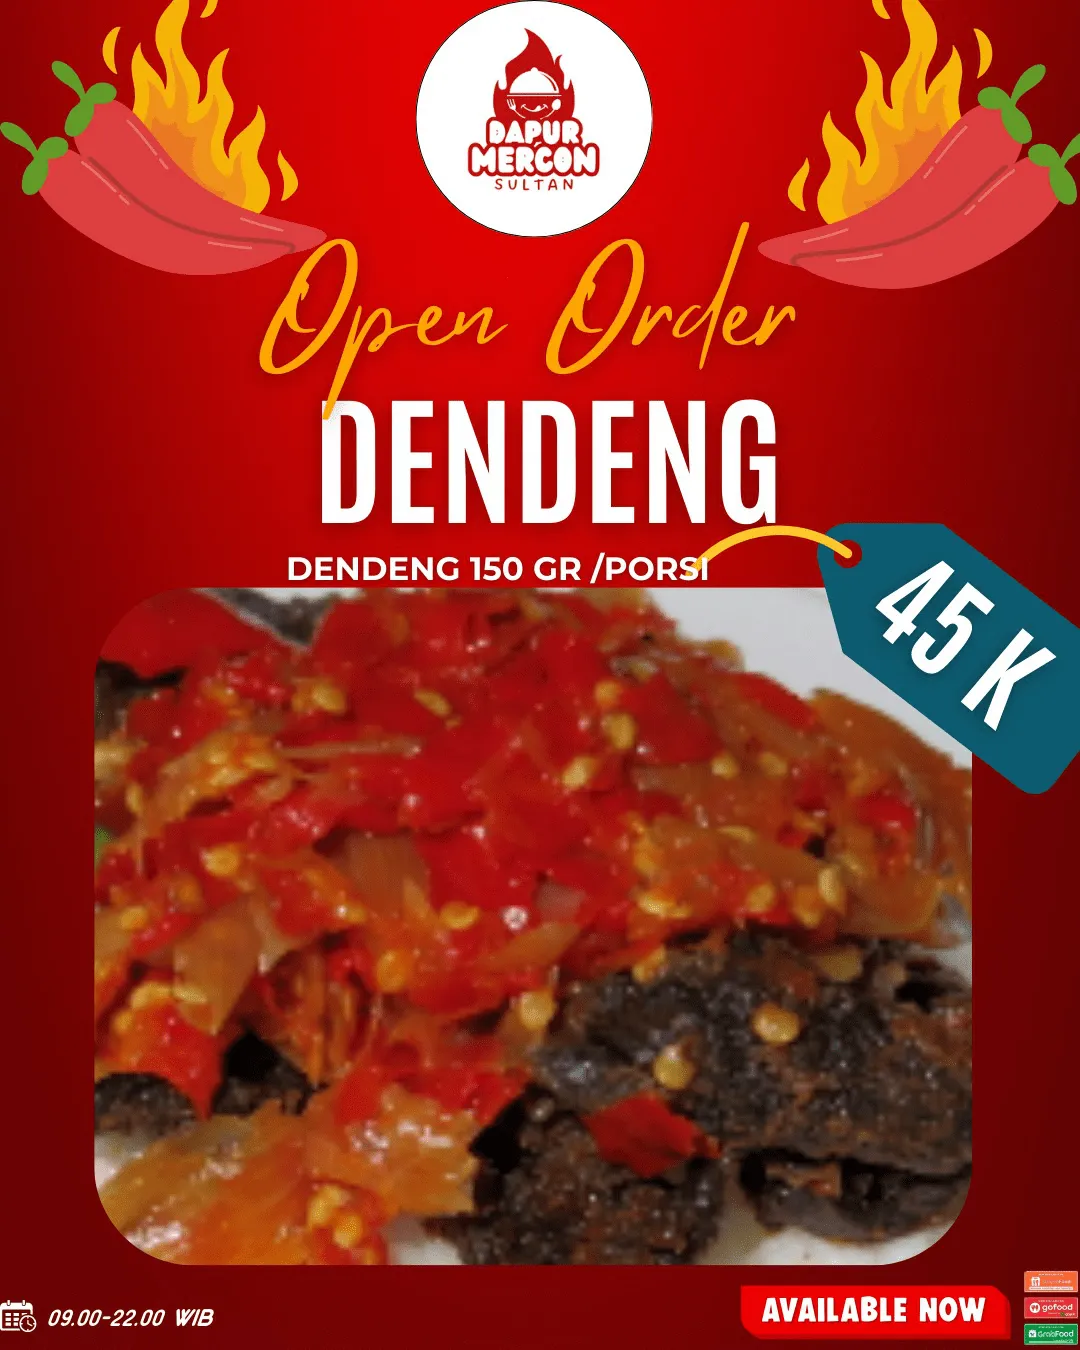 DAPUR
MERCON
SULTAN
Open Order
DENDENG
DENDENG 150 GR /PORSI
45 K
09.00-22.00 WIB
AVAILABLE NOW
gofood
GrabFood